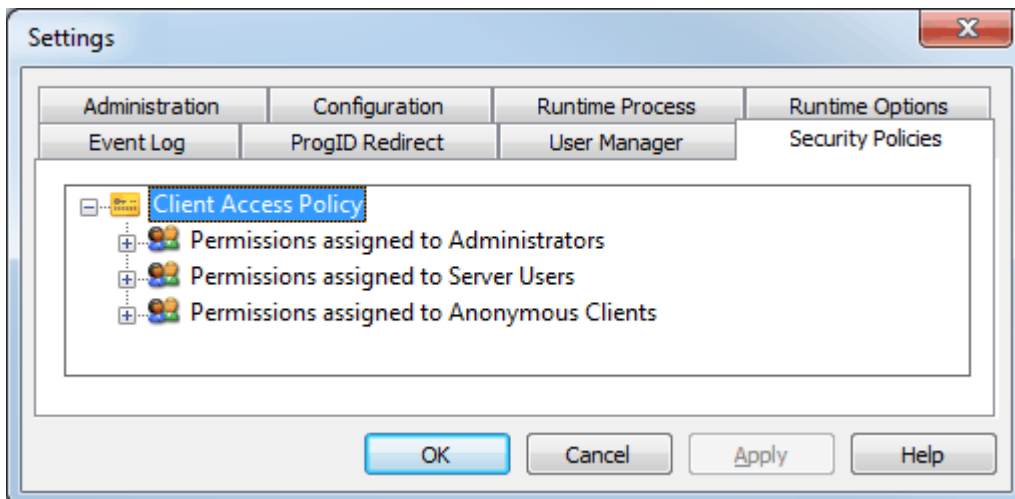 Settings
Administration Configuration Runtime Process Runtime Options
Event Log ProgID Redirect User Manager Security Policies
Client Access Policy
Permissions assigned to Administrators
Permissions assigned to Server Users
Permissions assigned to Anonymous Clients
OK Cancel Apply Help